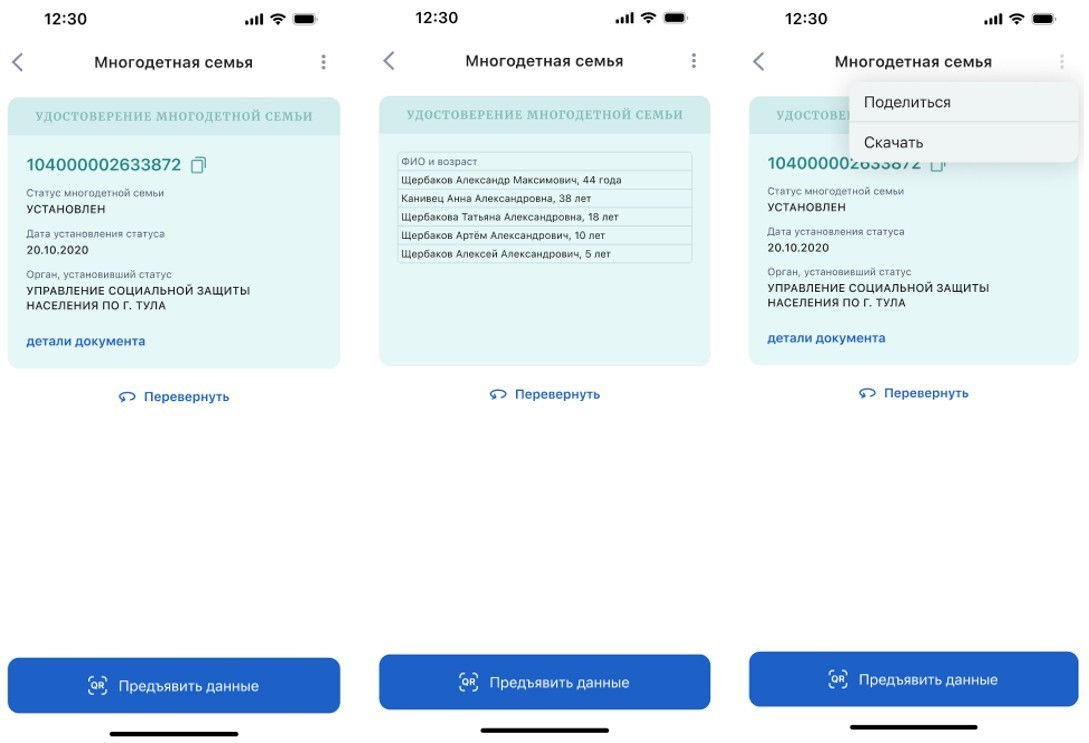 12:30
Многодетная семья
УДОСТОВЕРЕНИЕ МНОГОДЕТНОЙ СЕМЬИ
104000002633872
Статус многодетной семьи
УСТАНОВЛЕН
Дата установления статуса
20.10.2020
Орган, установивший статус
УПРАВЛЕНИЕ СОЦИАЛЬНОЙ ЗАЩИТЫ
НАСЕЛЕНИЯ ПО Г. ТУЛА
детали документа
Перевернуть
QR Предъявить данные
12:30
Многодетная семья
УДОСТОВЕРЕНИЕ МНОГОДЕТНОЙ СЕМЬИ
ФИО и возраст
Щербаков Александр Максимович, 44 года
Канивец Анна Александровна, 38 лет
Щербакова Татьяна Александровна, 18 лет
Щербаков Артём Александрович, 10 лет
Щербаков Алексей Александрович, 5 лет
Перевернуть
QR Предъявить данные
12:30
Многодетная семья
Поделиться
Скачать
УДОСТОВЕ
104000002633872
Статус многодетной семьи
УСТАНОВЛЕН
Дата установления статуса
20.10.2020
Орган, установивший статус
УПРАВЛЕНИЕ СОЦИАЛЬНОЙ ЗАЩИТЫ
НАСЕЛЕНИЯ ПО Г. ТУЛА
детали документа
Перевернуть
QR Предъявить данные